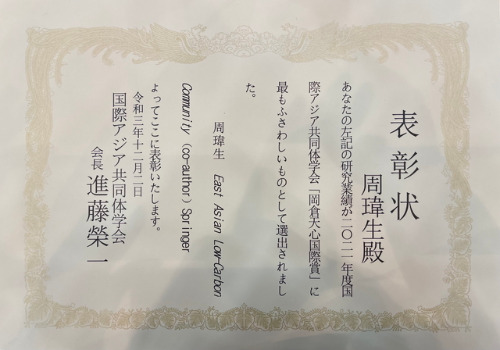 表彰状
周瑋生殿
あなたの左記の研究業績が二〇二一年度国
際アジア共同体学会「岡倉天心国際賞」に
最もふさわしいものとして選出されまし
た。
周瑋生 East Asian Low-Carbon
Community (co-author) Springer
よってここに表彰いたします。
令和三年十二月二日
国際アジア共同体学会
会長 進藤榮一